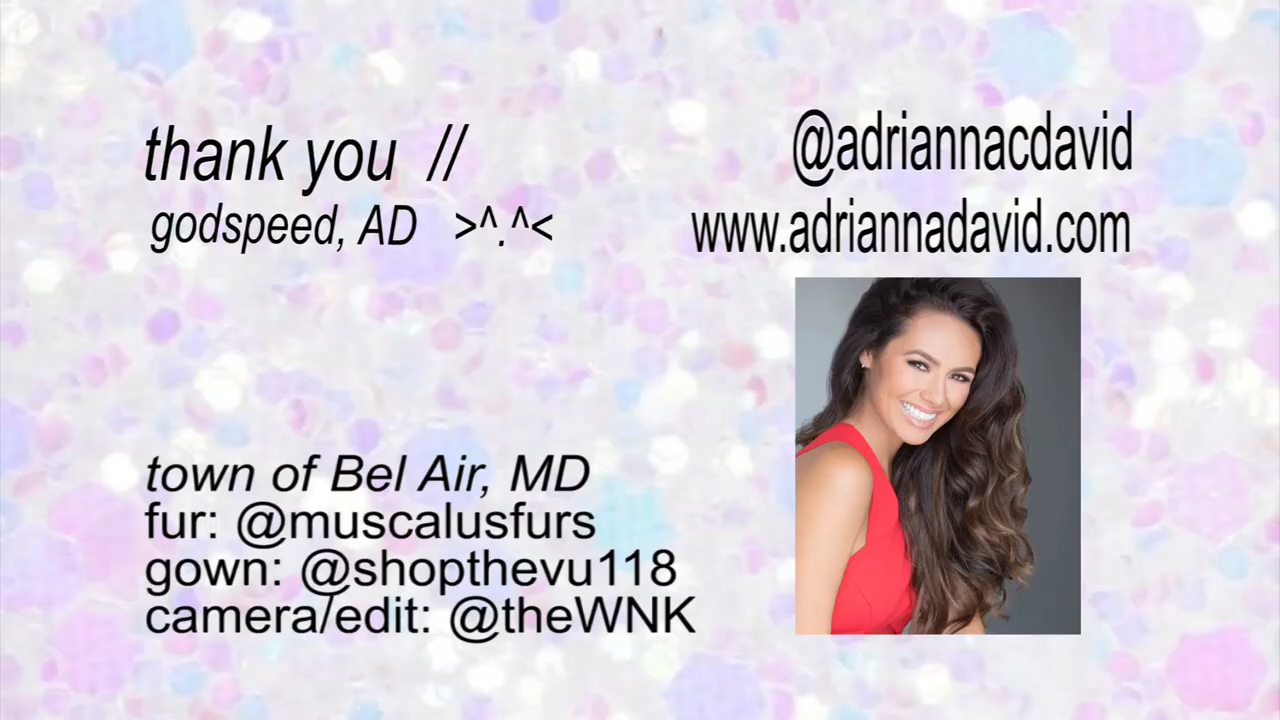 thank you //
godspeed, AD >^.^<
@adriannacdavid
www.adriannadavid.com
town of Bel Air, MD
fur: @muscalusfurs
gown: @shopthevu118
camera/edit: @theWNK